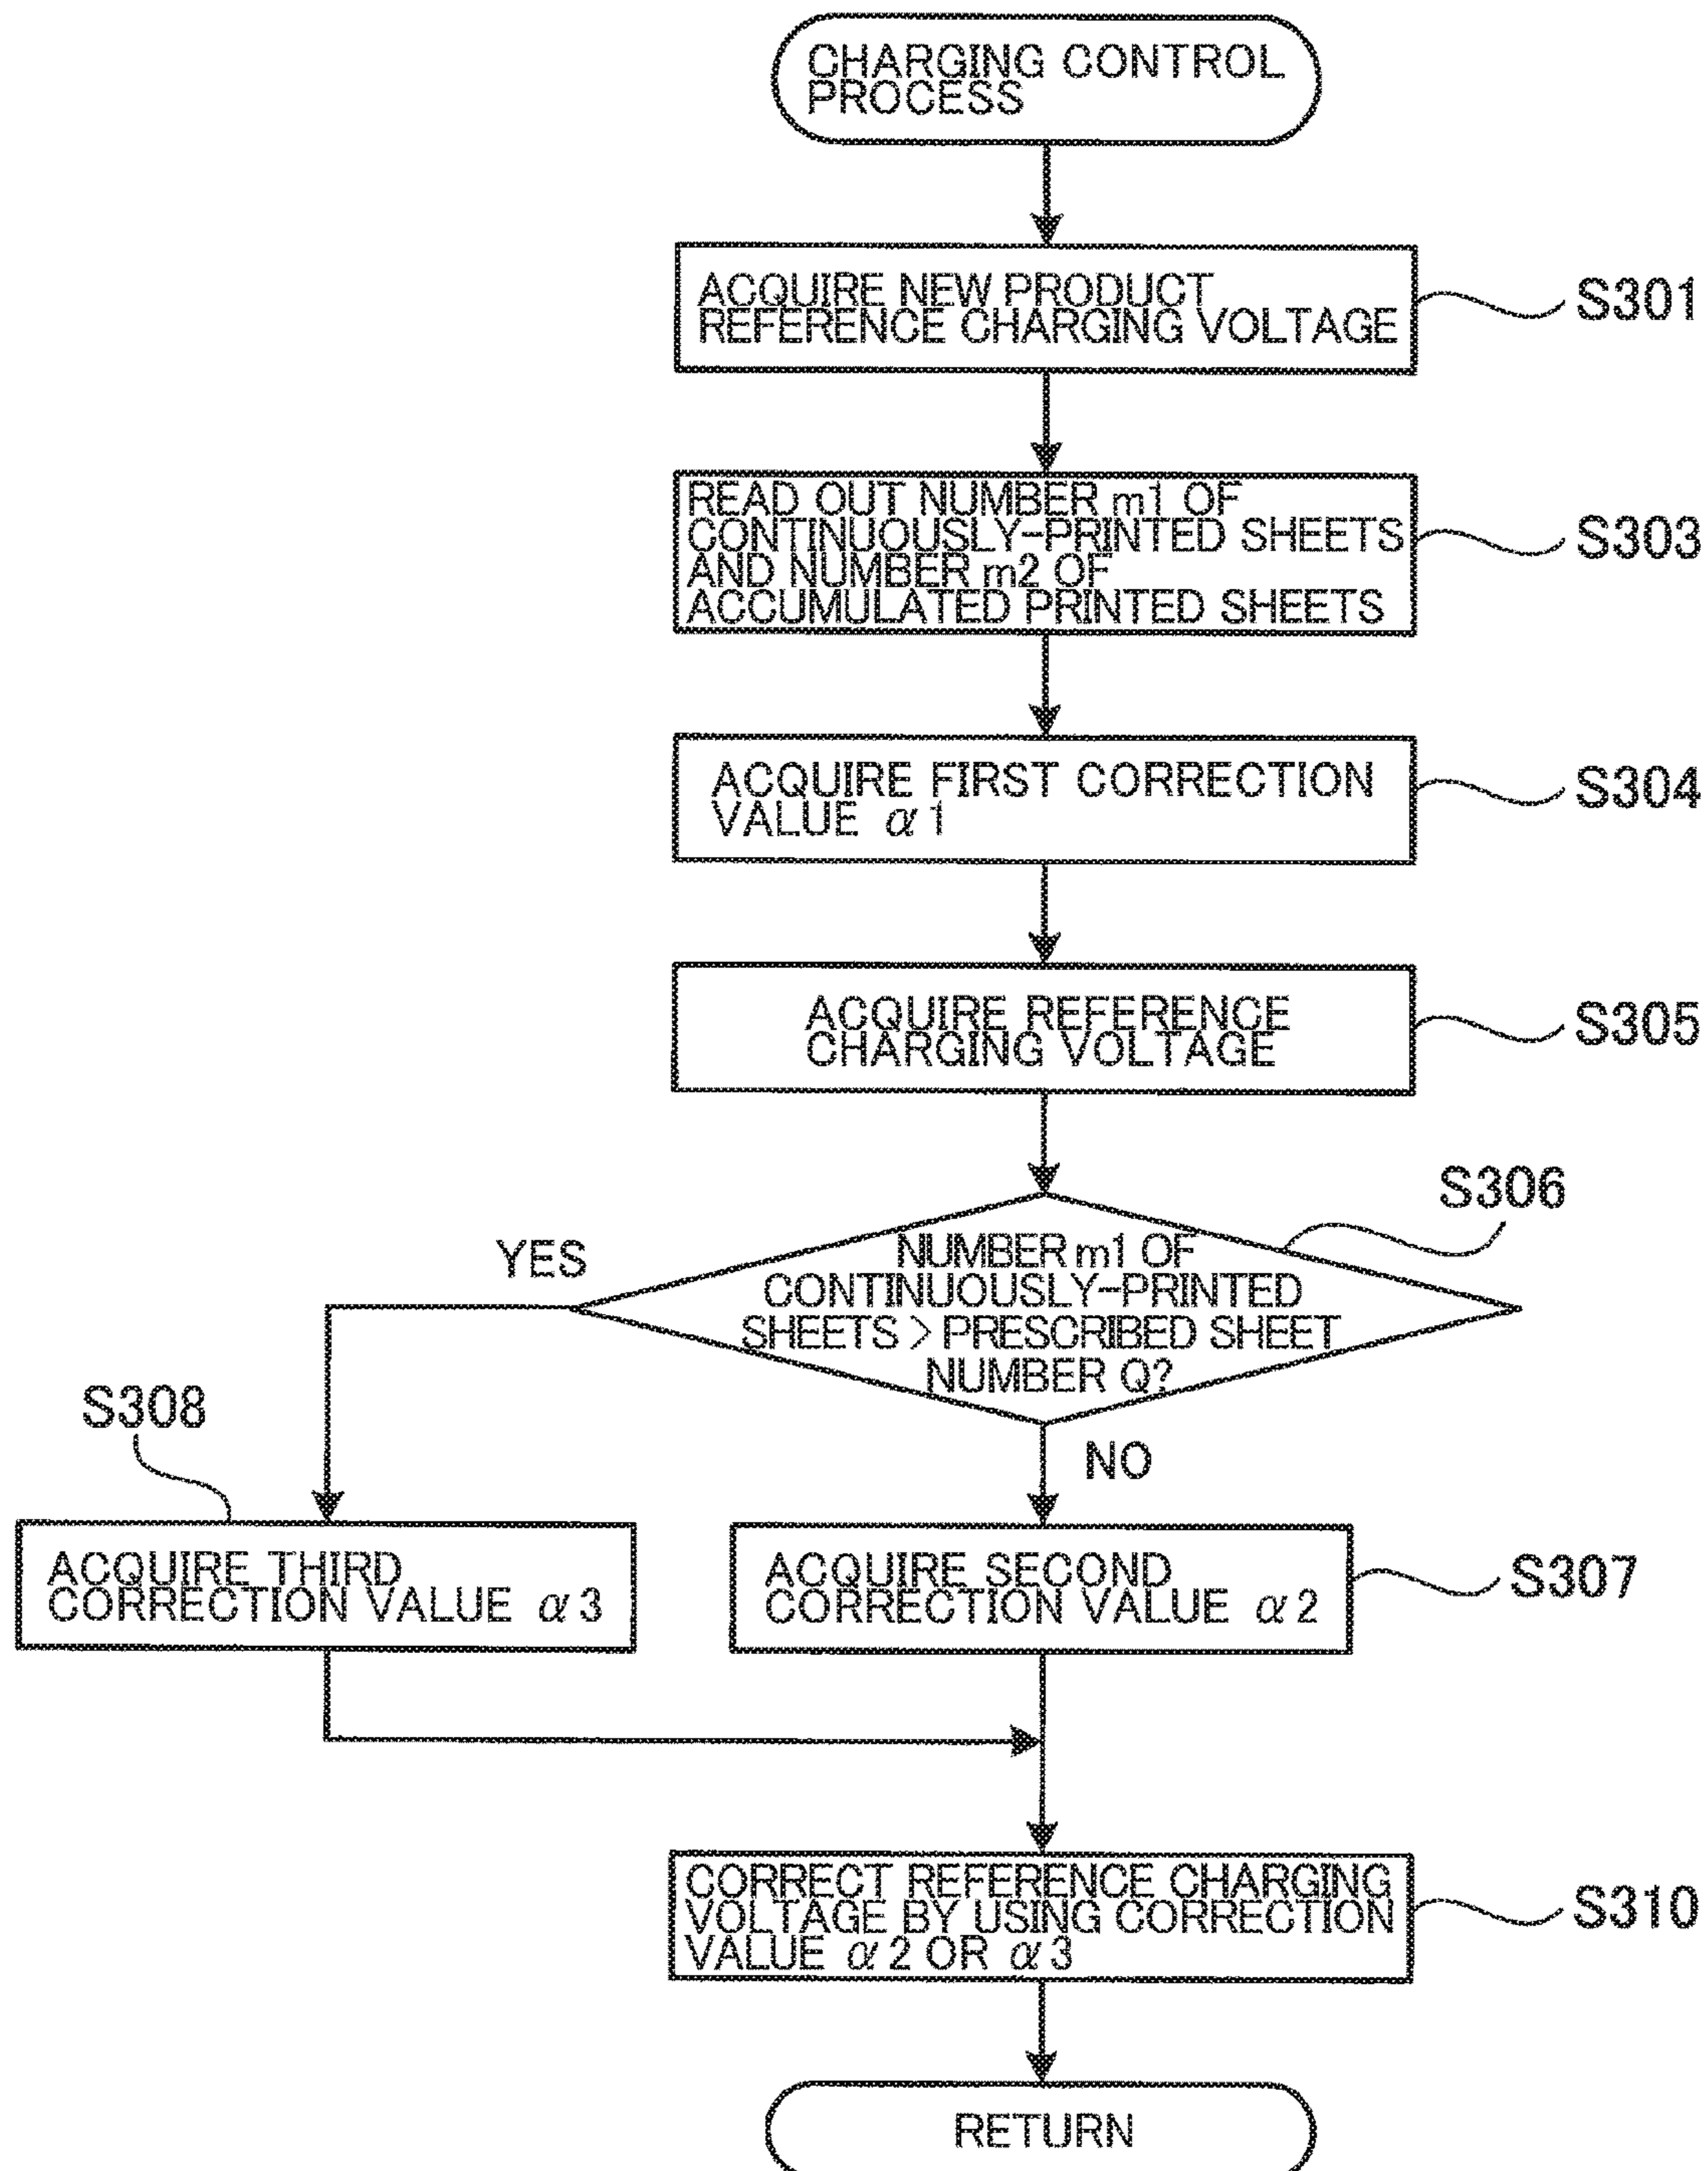 CHARGING CONTROL
PROCESS
ACQUIRE NEW PRODUCT
REFERENCE CHARGING VOLTAGE
S301
READ OUT NUMBER m1 OF
CONTINUOUSLY-PRINTED SHEETS
AND NUMBER m2 OF
ACCUMULATED PRINTED SHEETS
S303
ACQUIRE FIRST CORRECTION
VALUE α1
S304
ACQUIRE REFERENCE
CHARGING VOLTAGE
S305
S306
NUMBER m1 OF
CONTINUOUSLY-PRINTED
SHEETS > PRESCRIBED SHEET
NUMBER Q?
YES
NO
S308
ACQUIRE THIRD
CORRECTION VALUE α3
ACQUIRE SECOND
CORRECTION VALUE α2
S307
CORRECT REFERENCE CHARGING
VOLTAGE BY USING CORRECTION
VALUE α2 OR α3
S310
RETURN